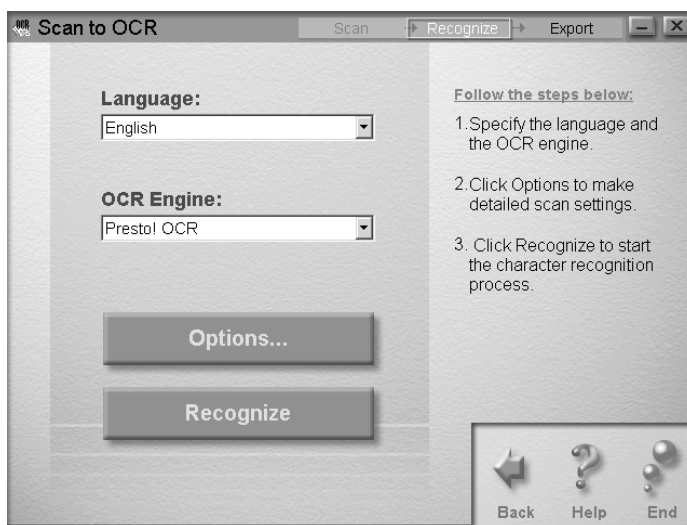 OCR
Scan to OCR
Scan
Recognize
Export
Language:
English
OCR Engine:
Presto! OCR
Options...
Recognize
Follow the steps below:
1.Specify the language and
the OCR engine.
2.Click Options to make
detailed scan settings.
3. Click Recognize to start
the character recognition
process.
Back Help End